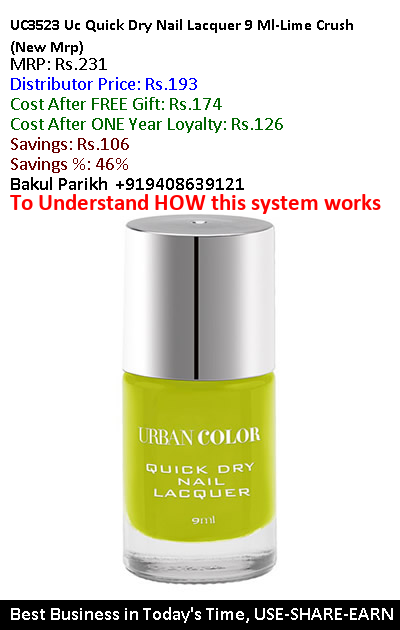 UC3523 Uc Quick Dry Nail Lacquer 9 Ml-Lime Crush
(New Mrp)
MRP: Rs.231
Distributor Price: Rs.193
Cost After FREE Gift: Rs.174
Cost After ONE Year Loyalty: Rs.126
Savings: Rs.106
Savings %: 46%
Bakul Parikh +919408639121
To Understand HOW this system works
URBAN COLOR
QUICK DRY
NAIL
LACQUER
9ml
Best Business in Today's Time, USE-SHARE-EARN